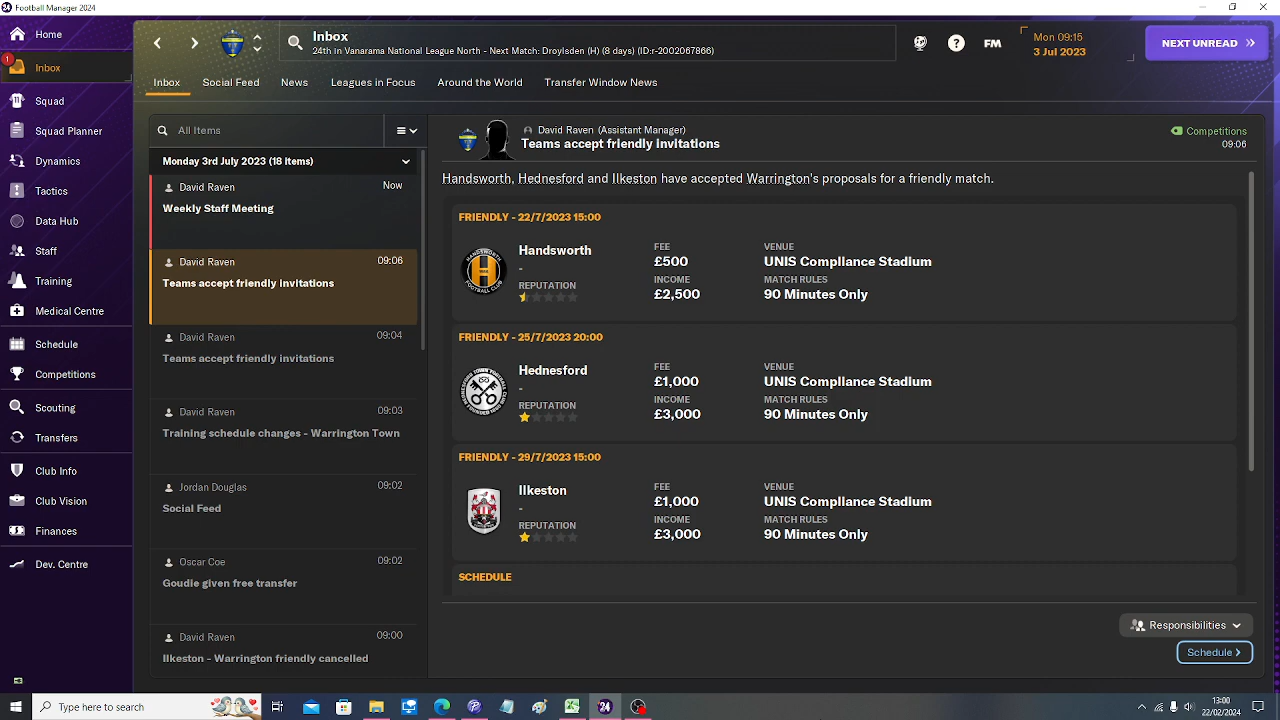 Football Manager 2024
Home
Inbox
Squad
Squad Planner
Dynamics
Tactics
Data Hub
Staff
Training
Medical Centre
Schedule
Competitions
Scouting
Transfers
Club Info
Club Vision
Finances
Dev. Centre
1
Inbox
24th in Vanarama National League North - Next Match: Droylsden (H) (8 days) (ID:r-2002067866)
FM
Mon 09:15
3 Jul 2023
NEXT UNREAD
Inbox Social Feed News Leagues in Focus Around the World Transfer Window News
All Items
Monday 3rd July 2023 (18 Items)
David Raven Now
Weekly Staff Meeting
David Raven 09:06
Teams accept friendly invitations
David Raven 09:04
Teams accept friendly invitations
David Raven 09:03
Training schedule changes - Warrington Town
Jordan Douglas 09:02
Social Feed
Oscar Coe 09:02
Goudie given free transfer
David Raven 09:00
Ilkeston - Warrington friendly cancelled
David Raven (Assistant Manager)
Teams accept friendly invitations
Competitions
09:06
Handsworth, Hednesford and Ilkeston have accepted Warrington's proposals for a friendly match.
FRIENDLY - 22/7/2023 15:00
Handsworth
-
REPUTATION
FEE
£500
INCOME
£2,500
VENUE
UNIS Compliance Stadium
MATCH RULES
90 Minutes Only
FRIENDLY - 25/7/2023 20:00
Hednesford
-
REPUTATION
FEE
£1,000
INCOME
£3,000
VENUE
UNIS Compliance Stadium
MATCH RULES
90 Minutes Only
FRIENDLY - 29/7/2023 15:00
Ilkeston
-
REPUTATION
FEE
£1,000
INCOME
£3,000
VENUE
UNIS Compliance Stadium
MATCH RULES
90 Minutes Only
SCHEDULE
Responsibilities
Schedule
Type here to search
24
13:00
22/02/2024